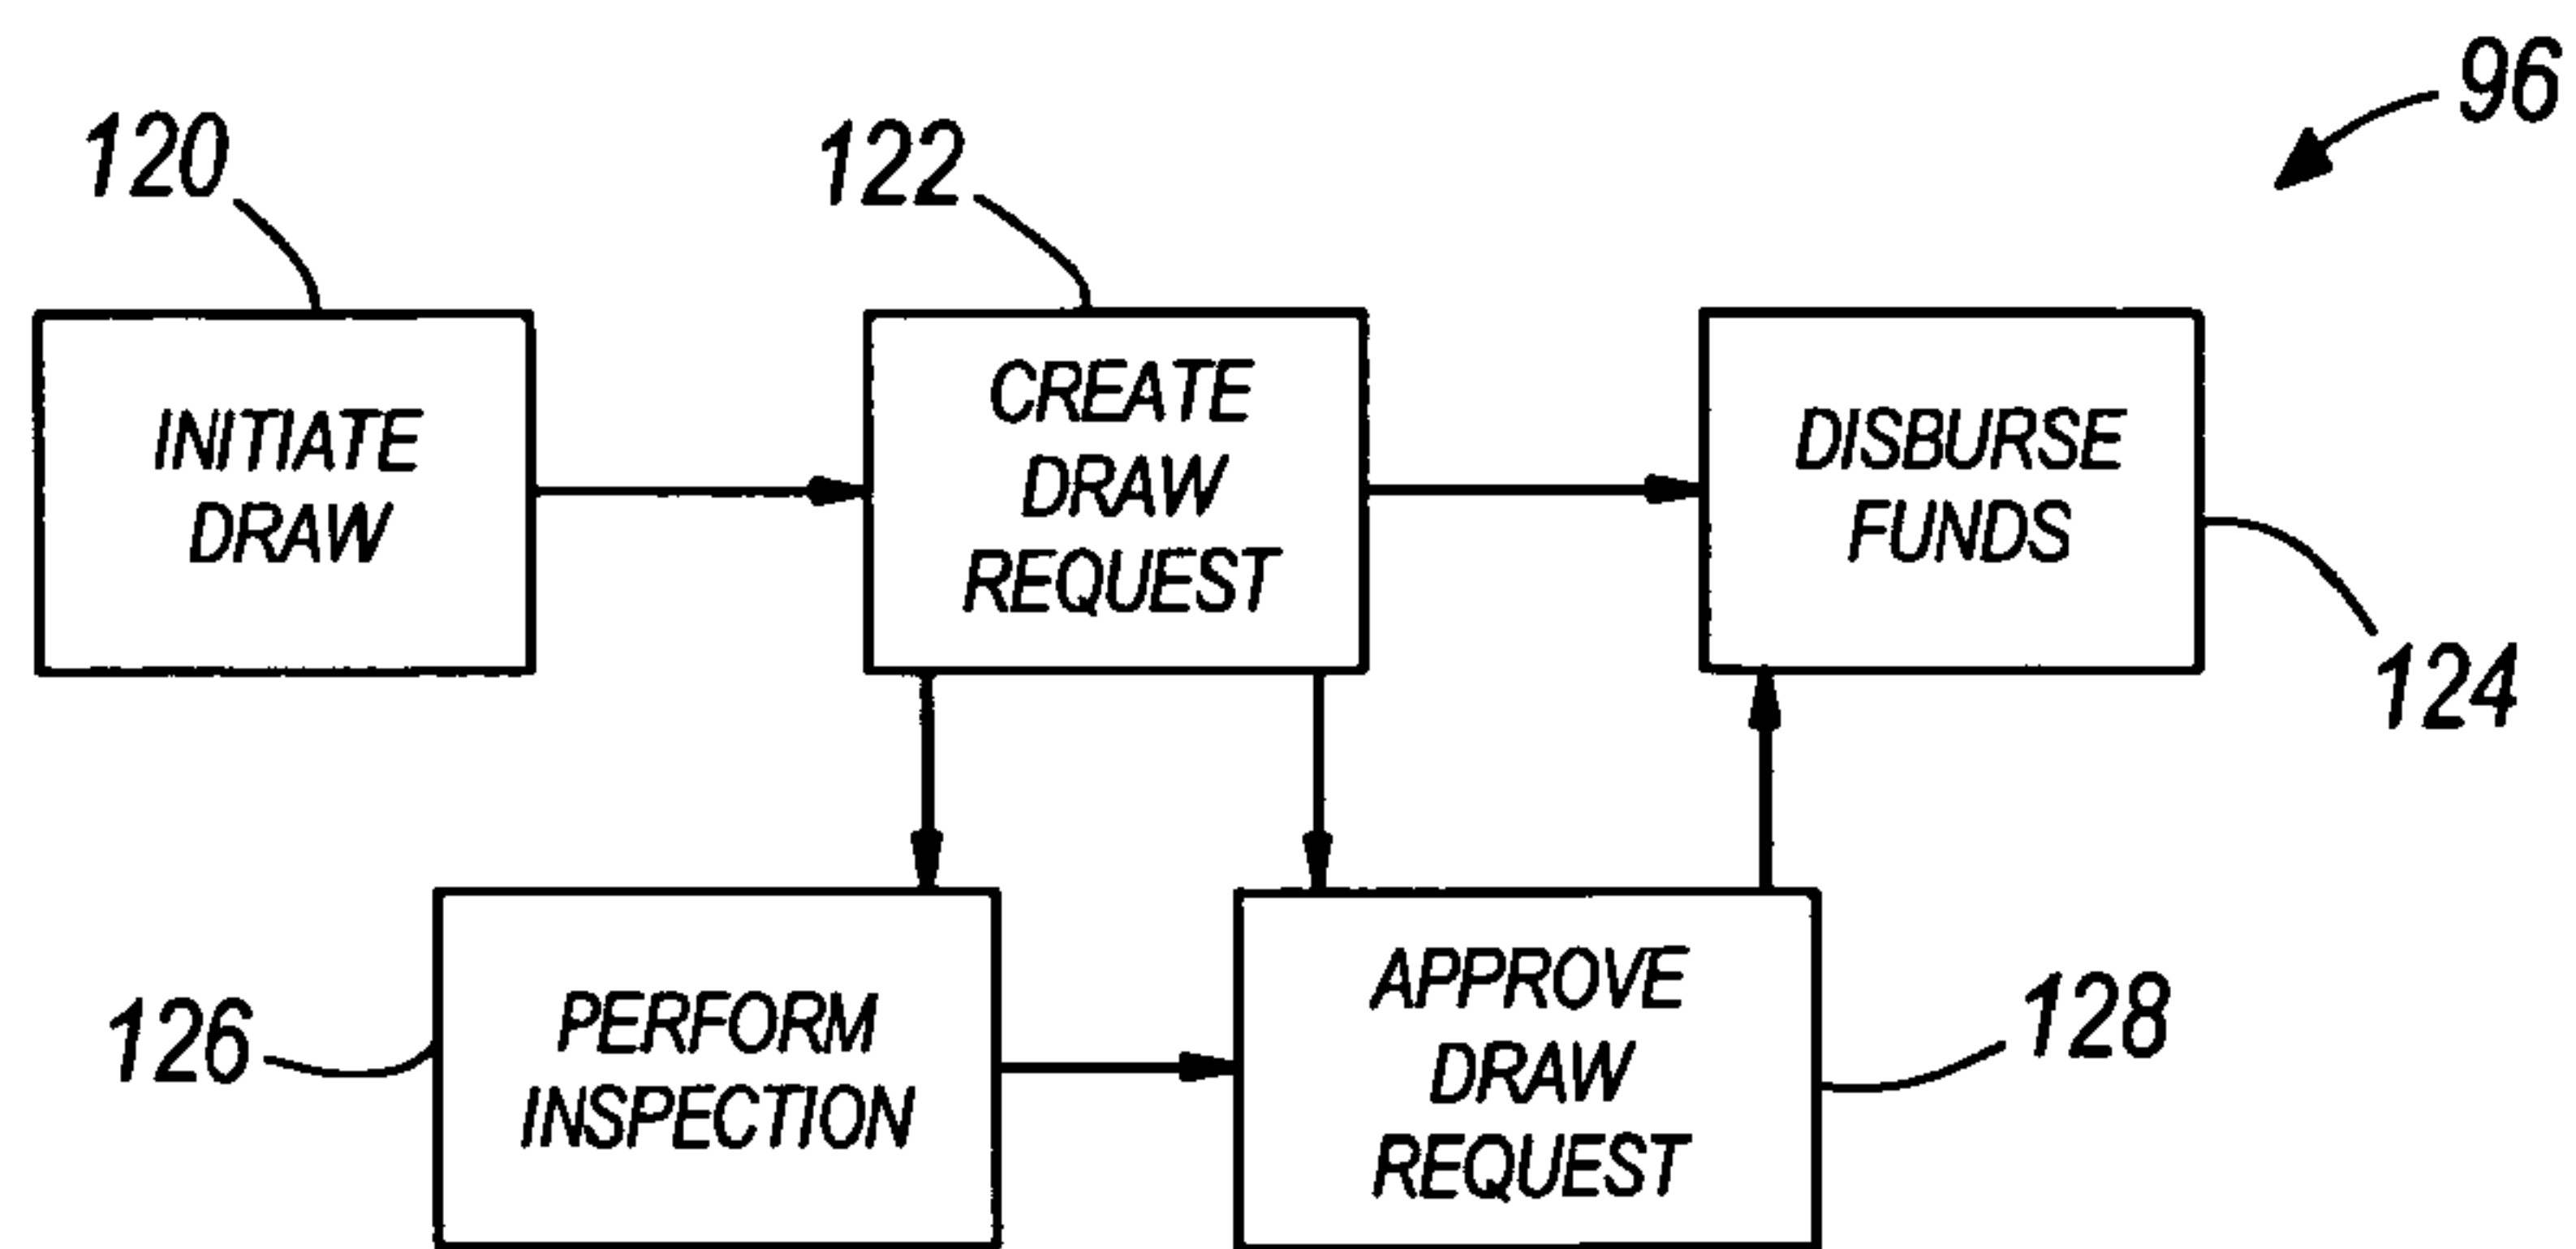 96
120
122
INITIATE
DRAW
CREATE
DRAW
REQUEST
DISBURSE
FUNDS
124
126
PERFORM
INSPECTION
APPROVE
DRAW
REQUEST
128